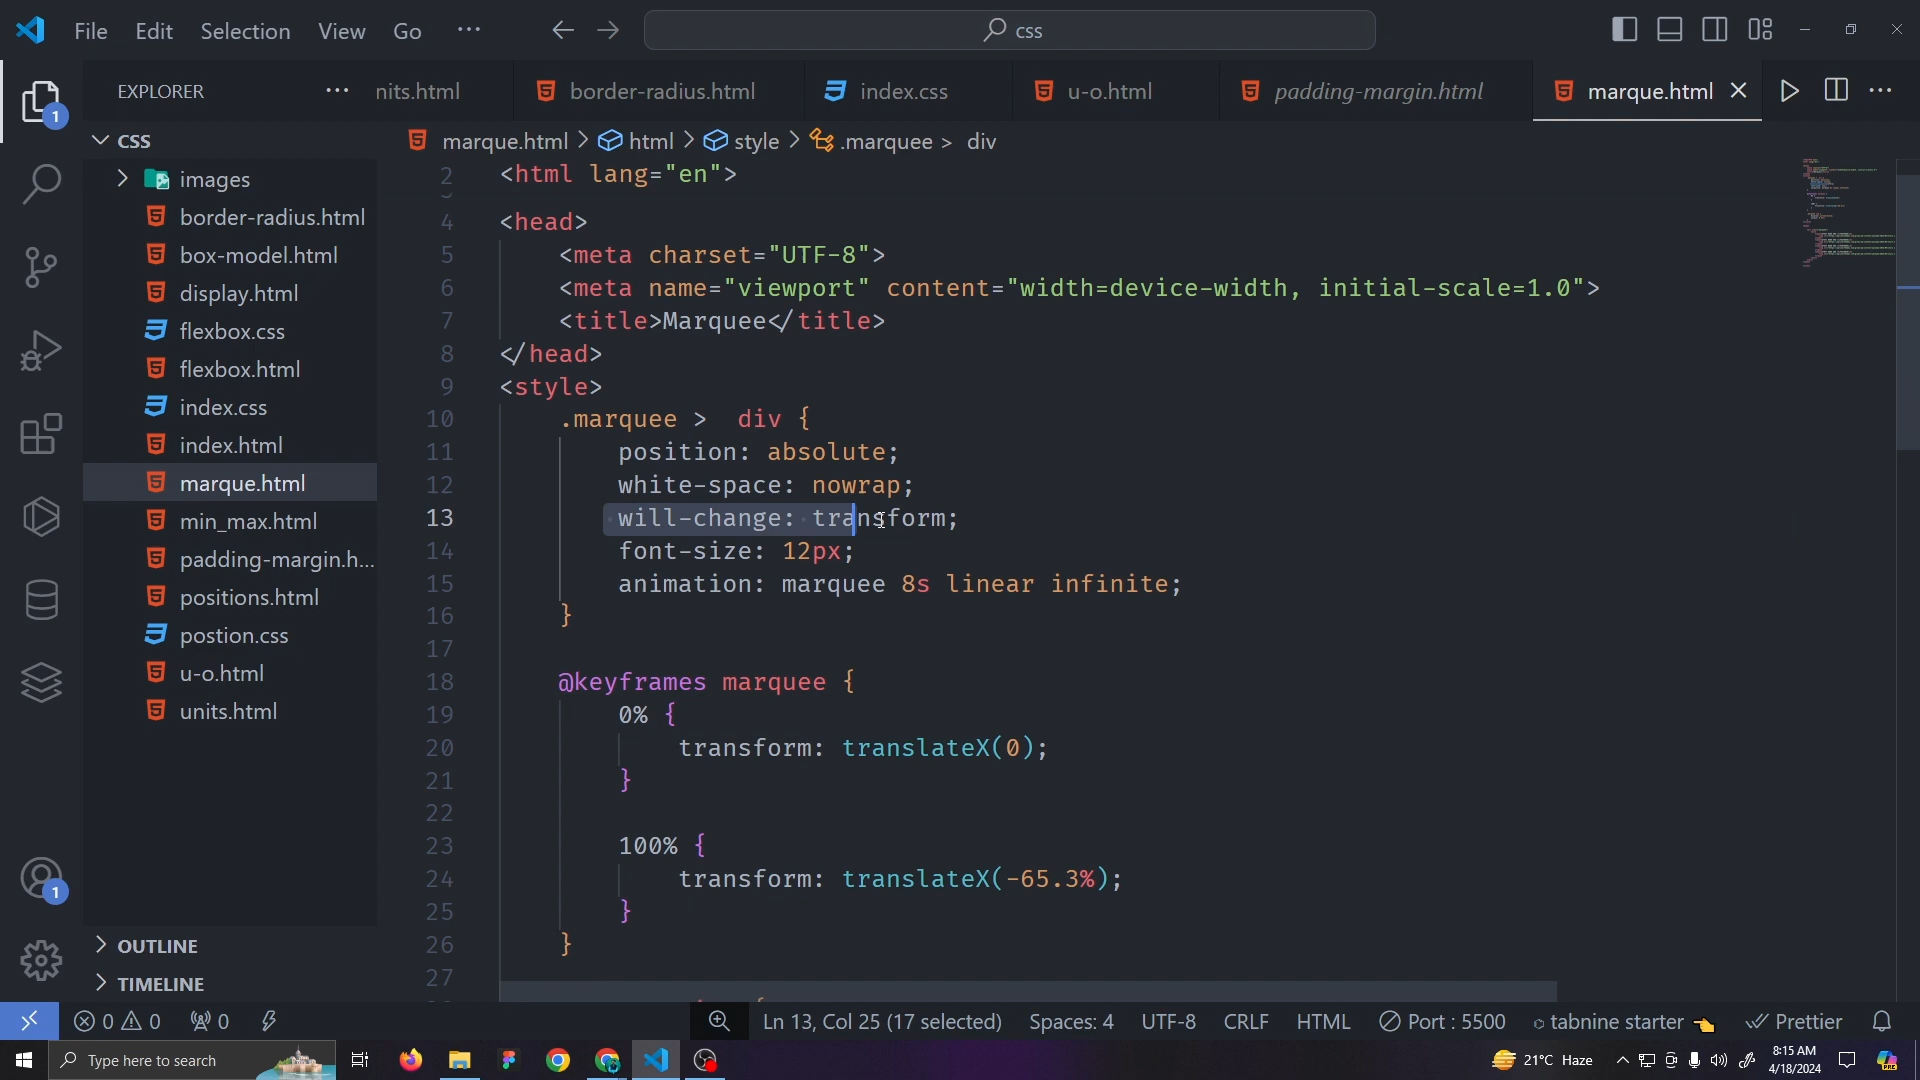 File Edit Selection View Go ··· css
EXPLORER ··· nits.html border-radius.html index.css u-o.html padding-margin.html marque.html
1
CSS
marque.html > html > style > .marquee > div
images
border-radius.html
box-model.html
display.html
flexbox.css
flexbox.html
index.css
index.html
marque.html
min_max.html
padding-margin.h...
positions.html
postion.css
u-o.html
units.html
1
OUTLINE
TIMELINE
2 <html lang="en">
4 <head>
5 <meta charset="UTF-8">
6 <meta name="viewport" content="width=device-width, initial-scale=1.0">
7 <title>Marquee</title>
8 </head>
9 <style>
10 .marquee > div {
11 position: absolute;
12 white-space: nowrap;
13 will-change: transform;
14 font-size: 12px;
15 animation: marquee 8s linear infinite;
16 }
17
18 @keyframes marquee {
19 0% {
20 transform: translateX(0);
21 }
22
23 100% {
24 transform: translateX(-65.3%);
25 }
26 }
27
0 0 0 Ln 13, Col 25 (17 selected) Spaces: 4 UTF-8 CRLF HTML Port : 5500 tabnine starter Prettier
Type here to search 21°C Haze 8:15 AM
4/18/2024